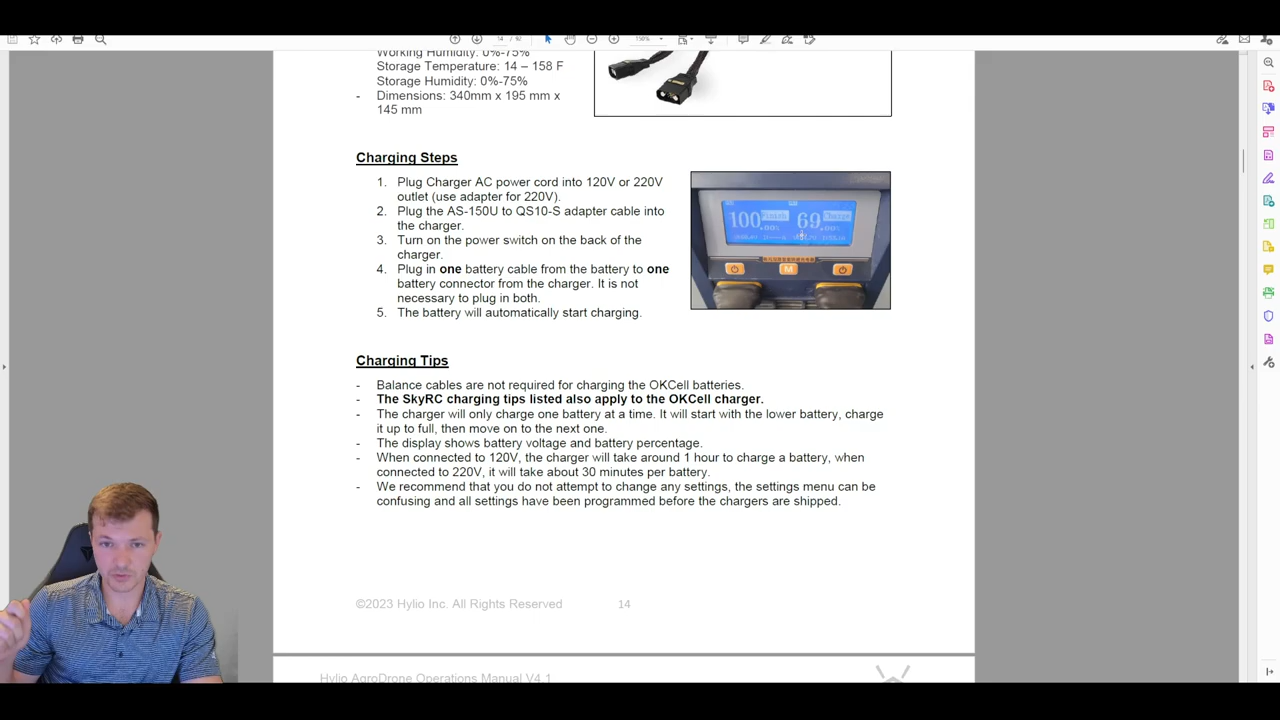 14 / 92
150%
Working Humidity: 0%-75%
Storage Temperature: 14 – 158 F
Storage Humidity: 0%-75%
- Dimensions: 340mm x 195 mm x
145 mm
Charging Steps
1. Plug Charger AC power cord into 120V or 220V
outlet (use adapter for 220V).
2. Plug the AS-150U to QS10-S adapter cable into
the charger.
3. Turn on the power switch on the back of the
charger.
4. Plug in one battery cable from the battery to one
battery connector from the charger. It is not
necessary to plug in both.
5. The battery will automatically start charging.
100 Finish 69 Charge
.00% .00%
M
Charging Tips
- Balance cables are not required for charging the OKCell batteries.
- The SkyRC charging tips listed also apply to the OKCell charger.
- The charger will only charge one battery at a time. It will start with the lower battery, charge
it up to full, then move on to the next one.
- The display shows battery voltage and battery percentage.
- When connected to 120V, the charger will take around 1 hour to charge a battery, when
connected to 220V, it will take about 30 minutes per battery.
- We recommend that you do not attempt to change any settings, the settings menu can be
confusing and all settings have been programmed before the chargers are shipped.
©2023 Hylio Inc. All Rights Reserved 14
Hylio AgroDrone Operations Manual V4.1